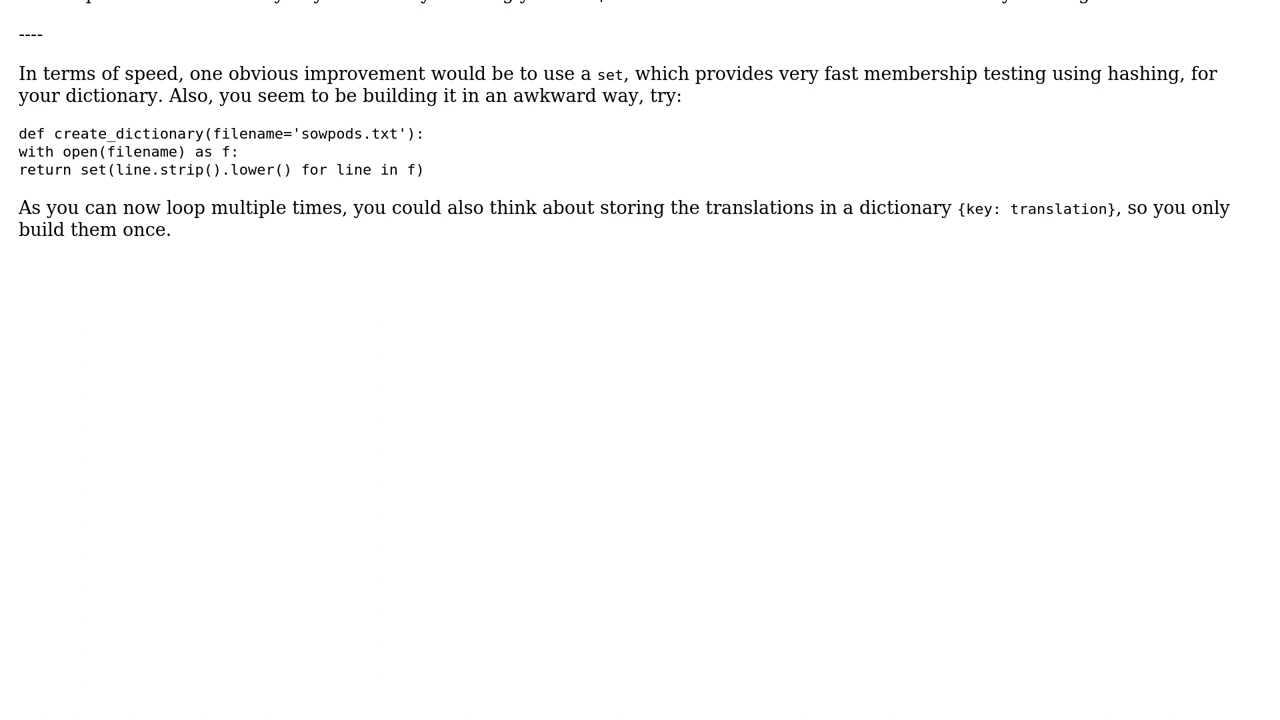 ----
In terms of speed, one obvious improvement would be to use a set, which provides very fast membership testing using hashing, for
your dictionary. Also, you seem to be building it in an awkward way, try:
def create_dictionary(filename='sowpods.txt'):
with open(filename) as f:
return set(line.strip().lower() for line in f)
As you can now loop multiple times, you could also think about storing the translations in a dictionary {key: translation}, so you only
build them once.